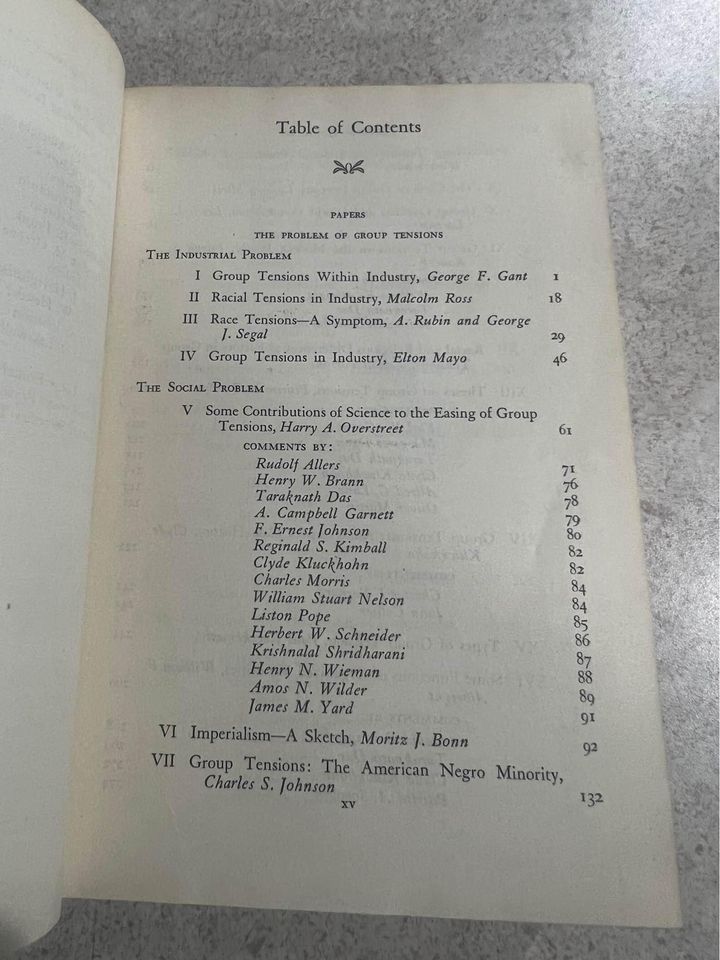 Table of Contents
PAPERS
THE PROBLEM OF GROUP TENSIONS
THE INDUSTRIAL PROBLEM
I Group Tensions Within Industry, George F. Gant 1
II Racial Tensions in Industry, Malcolm Ross 18
III Race Tensions—A Symptom, A. Rubin and George
J. Segal 29
IV Group Tensions in Industry, Elton Mayo 46
THE SOCIAL PROBLEM
V Some Contributions of Science to the Easing of Group
Tensions, Harry A. Overstreet 61
COMMENTS BY:
Rudolf Allers 71
Henry W. Brann 76
Taraknath Das 78
A. Campbell Garnett 79
F. Ernest Johnson 80
Reginald S. Kimball 82
Clyde Kluckhohn 82
Charles Morris 84
William Stuart Nelson 84
Liston Pope 85
Herbert W. Schneider 86
Krishnalal Shridharani 87
Henry N. Wieman 88
Amos N. Wilder 89
James M. Yard 91
VI Imperialism—A Sketch, Moritz J. Bonn 92
VII Group Tensions: The American Negro Minority,
Charles S. Johnson 132
xv